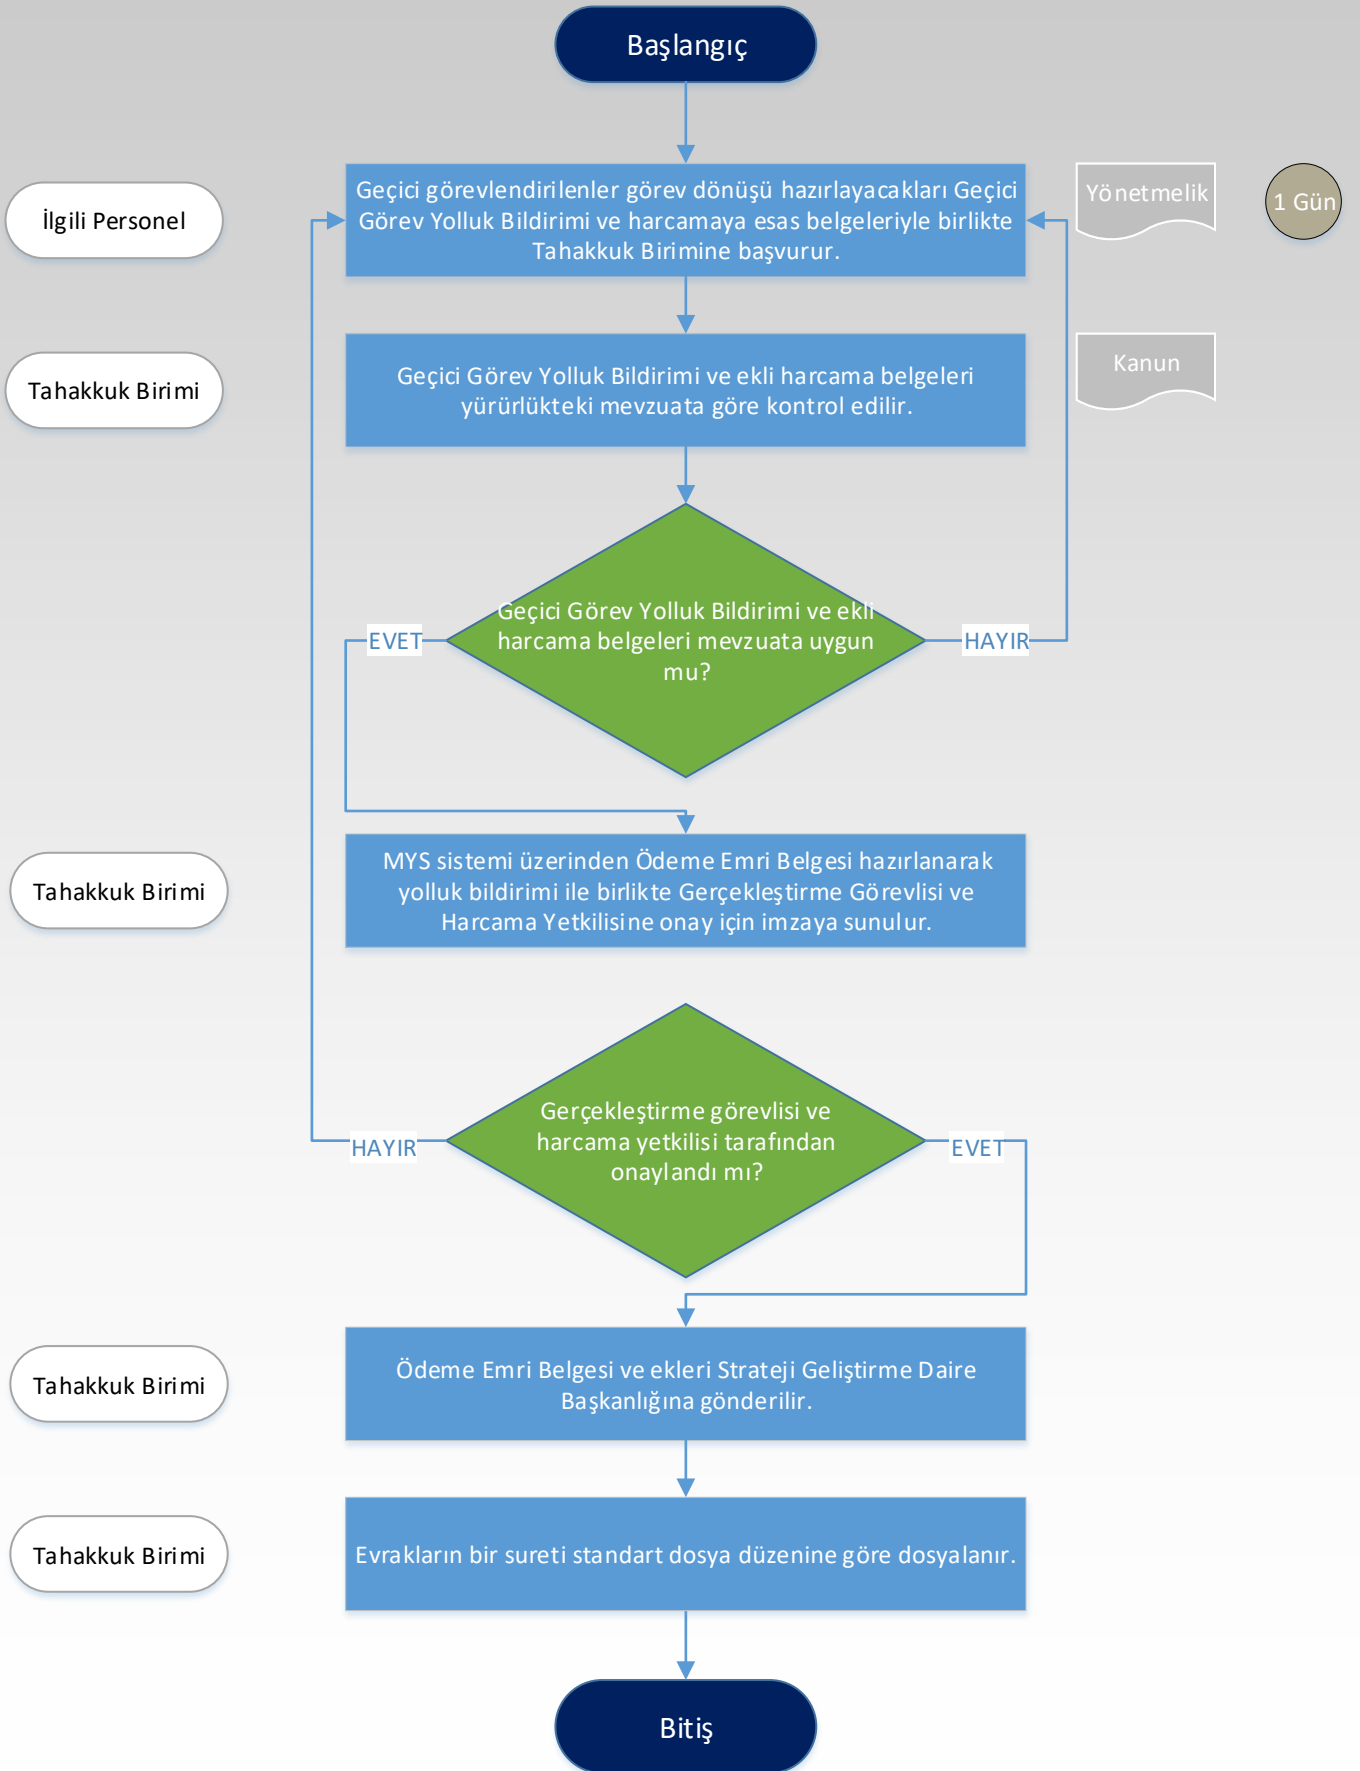 Başlangıç
İlgili Personel
Geçici görevlendirilenler görev dönüşü hazırlayacakları Geçici
Görev Yolluk Bildirimi ve harcamaya esas belgeleriyle birlikte
Tahakkuk Birimine başvurur.
Yönetmelik
1 Gün
Tahakkuk Birimi
Geçici Görev Yolluk Bildirimi ve ekli harcama belgeleri
yürürlükteki mevzuata göre kontrol edilir.
Kanun
Geçici Görev Yolluk Bildirimi ve ekli
harcama belgeleri mevzuata uygun
mu?
EVET
HAYIR
Tahakkuk Birimi
MYS sistemi üzerinden Ödeme Emri Belgesi hazırlanarak
yolluk bildirimi ile birlikte Gerçekleştirme Görevlisi ve
Harcama Yetkilisine onay için imzaya sunulur.
Gerçekleştirme görevlisi ve
harcama yetkilisi tarafından
onaylandı mı?
HAYIR
EVET
Tahakkuk Birimi
Ödeme Emri Belgesi ve ekleri Strateji Geliştirme Daire
Başkanlığına gönderilir.
Tahakkuk Birimi
Evrakların bir sureti standart dosya düzenine göre dosyalanır.
Bitiş